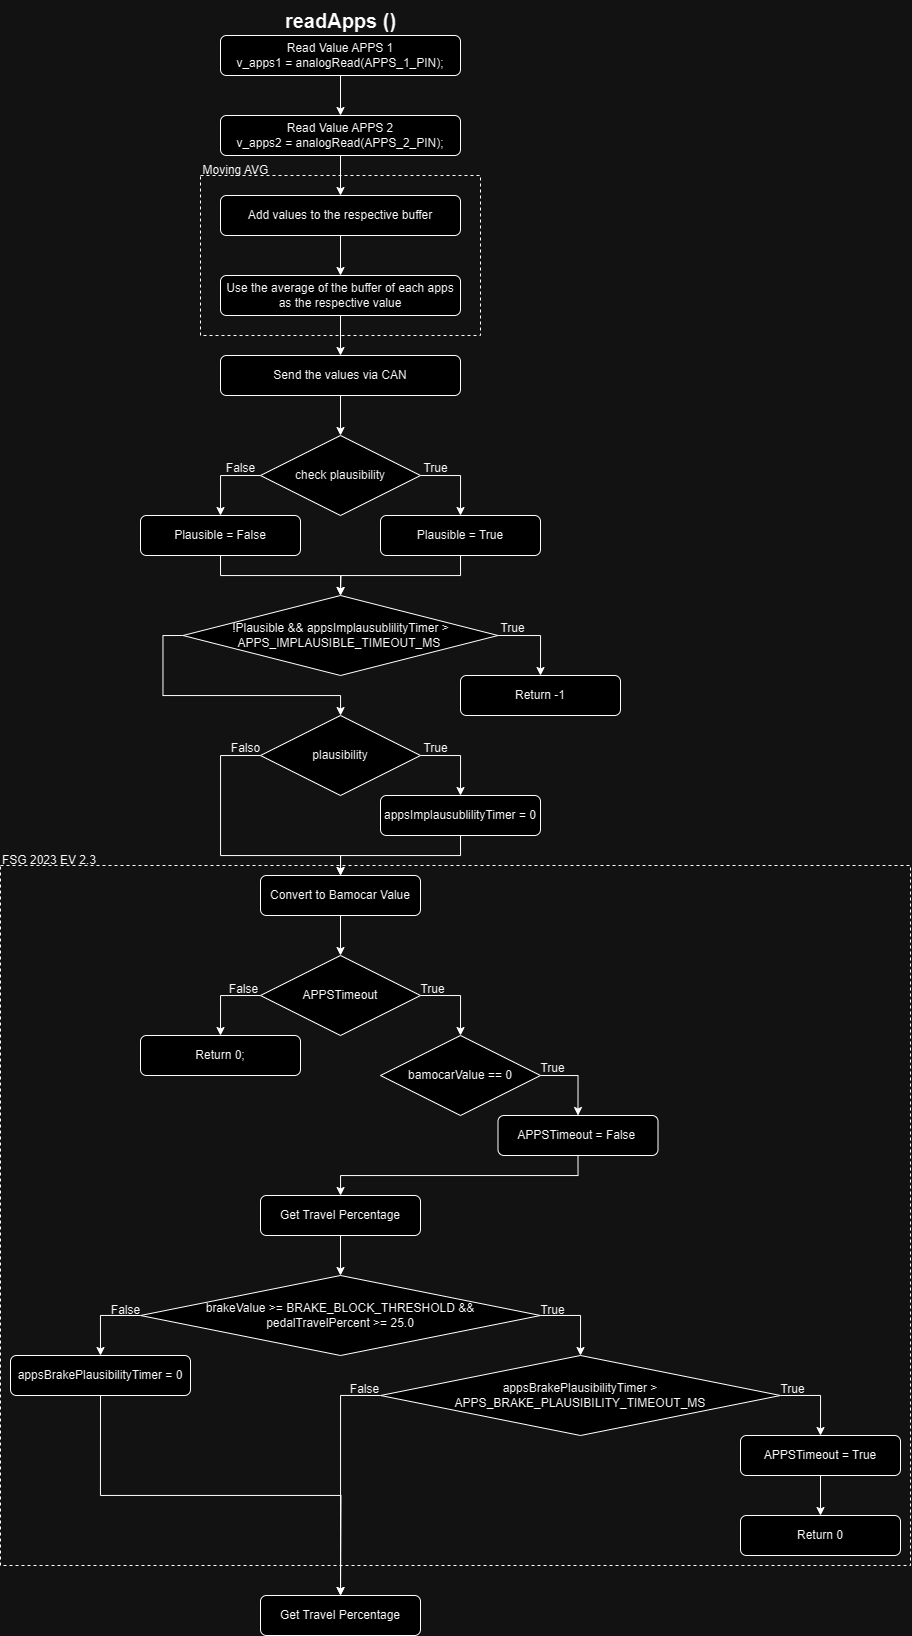 readApps ()
Read Value APPS 1
v_apps1 = analogRead(APPS_1_PIN);
Read Value APPS 2
v_apps2 = analogRead(APPS_2_PIN);
Moving AVG
Add values to the respective buffer
Use the average of the buffer of each apps
as the respective value
Send the values via CAN
check plausibility
False
True
Plausible = False
Plausible = True
!Plausible && appsImplausublilityTimer >
APPS_IMPLAUSIBLE_TIMEOUT_MS
True
Return -1
Falso
plausibility
True
appsImplausublilityTimer = 0
FSG 2023 EV 2.3
Convert to Bamocar Value
False
APPSTimeout
True
Return 0;
bamocarValue == 0
True
APPSTimeout = False
Get Travel Percentage
False
brakeValue >= BRAKE_BLOCK_THRESHOLD &&
pedalTravelPercent >= 25.0
True
appsBrakePlausibilityTimer = 0
False
appsBrakePlausibilityTimer >
APPS_BRAKE_PLAUSIBILITY_TIMEOUT_MS
True
APPSTimeout = True
Return 0
Get Travel Percentage